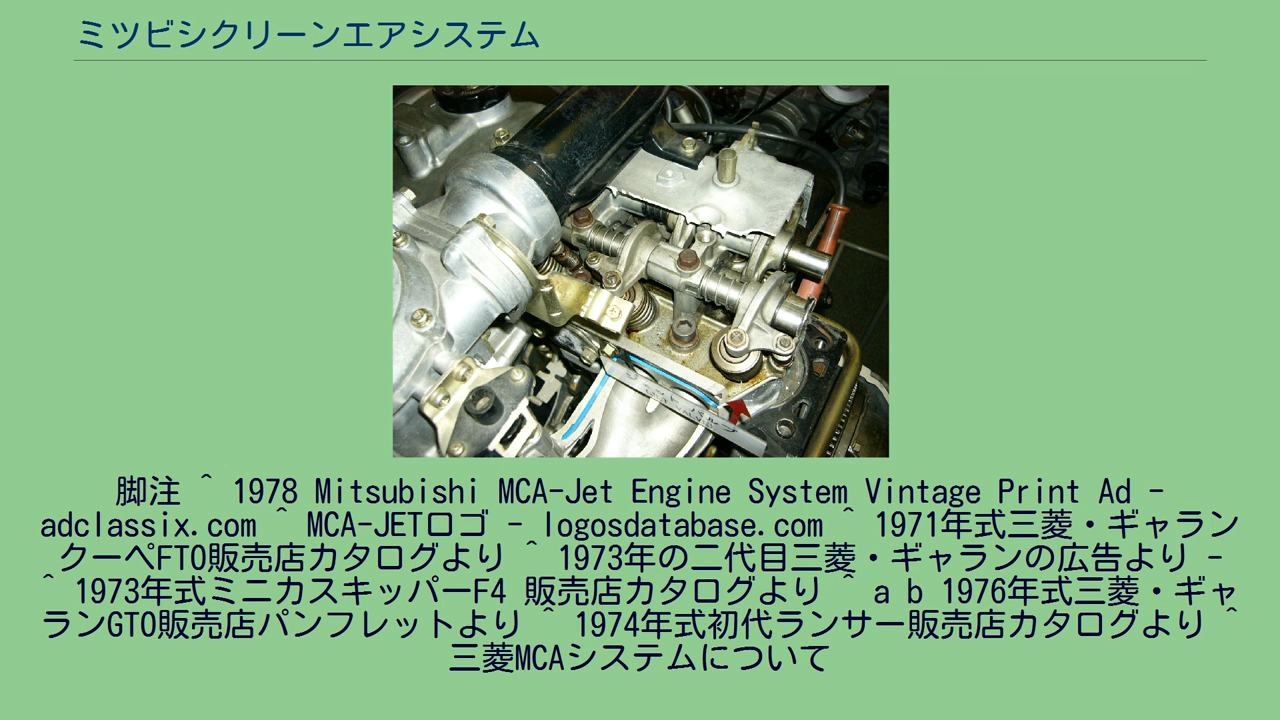 ミツビシクリーンエアシステム
脚注 ^ 1978 Mitsubishi MCA-Jet Engine System Vintage Print Ad -
adclassix.com ^ MCA-JETロゴ - logosdatabase.com ^ 1971年式三菱・ギャラン
クーペFTO販売店カタログより ^ 1973年の二代目三菱・ギャランの広告より -
^ 1973年式ミニカスキッパーF4 販売店カタログより ^ a b 1976年式三菱・ギャ
ランGTO販売店パンフレットより ^ 1974年式初代ランサー販売店カタログより ^
三菱MCAシステムについて